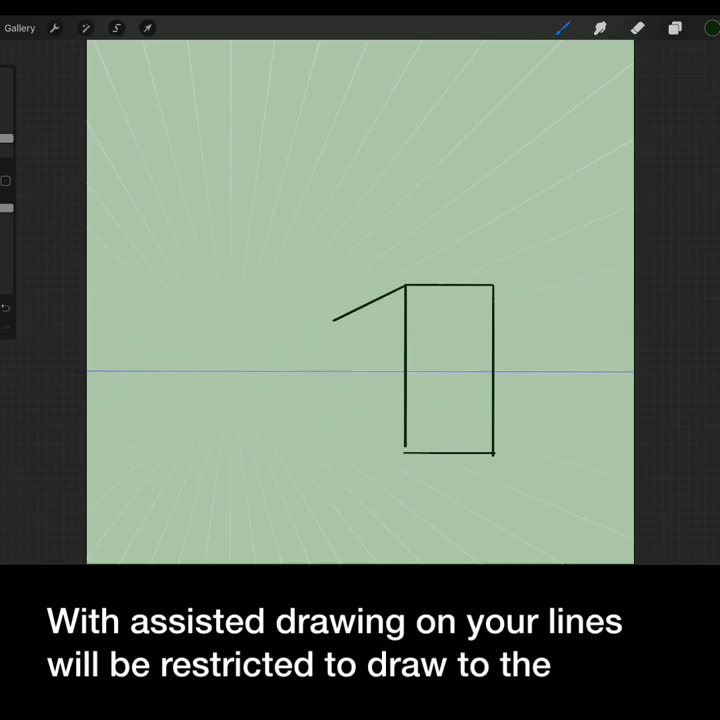 Gallery
With assisted drawing on your lines
will be restricted to draw to the